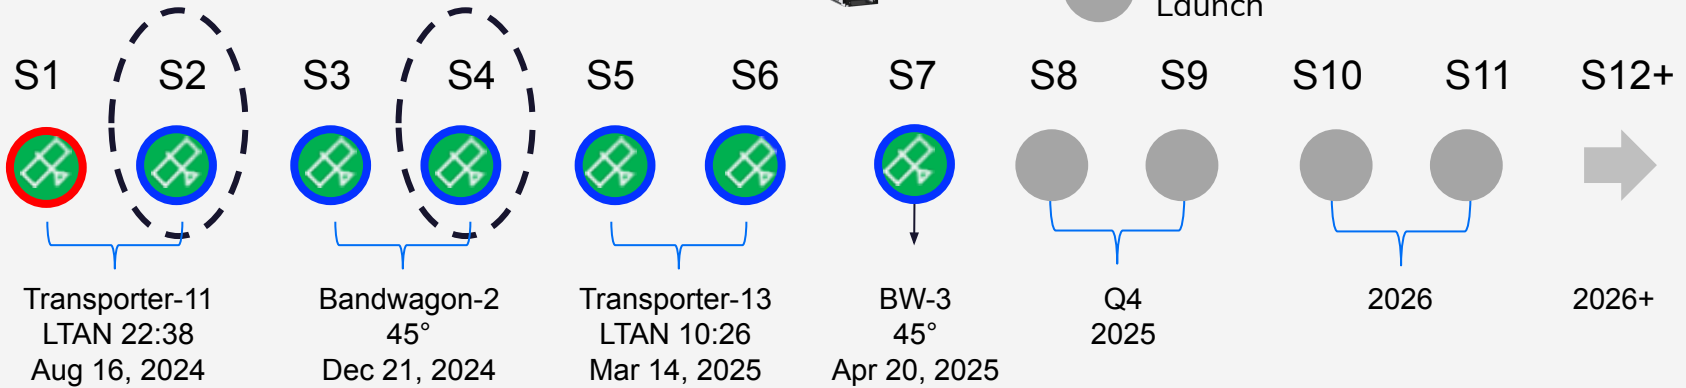 Launch
S1 S2 S3 S4 S5 S6 S7 S8 S9 S10 S11 S12+
Transporter-11
LTAN 22:38
Aug 16, 2024
Bandwagon-2
45°
Dec 21, 2024
Transporter-13
LTAN 10:26
Mar 14, 2025
BW-3
45°
Apr 20, 2025
Q4
2025
2026
2026+